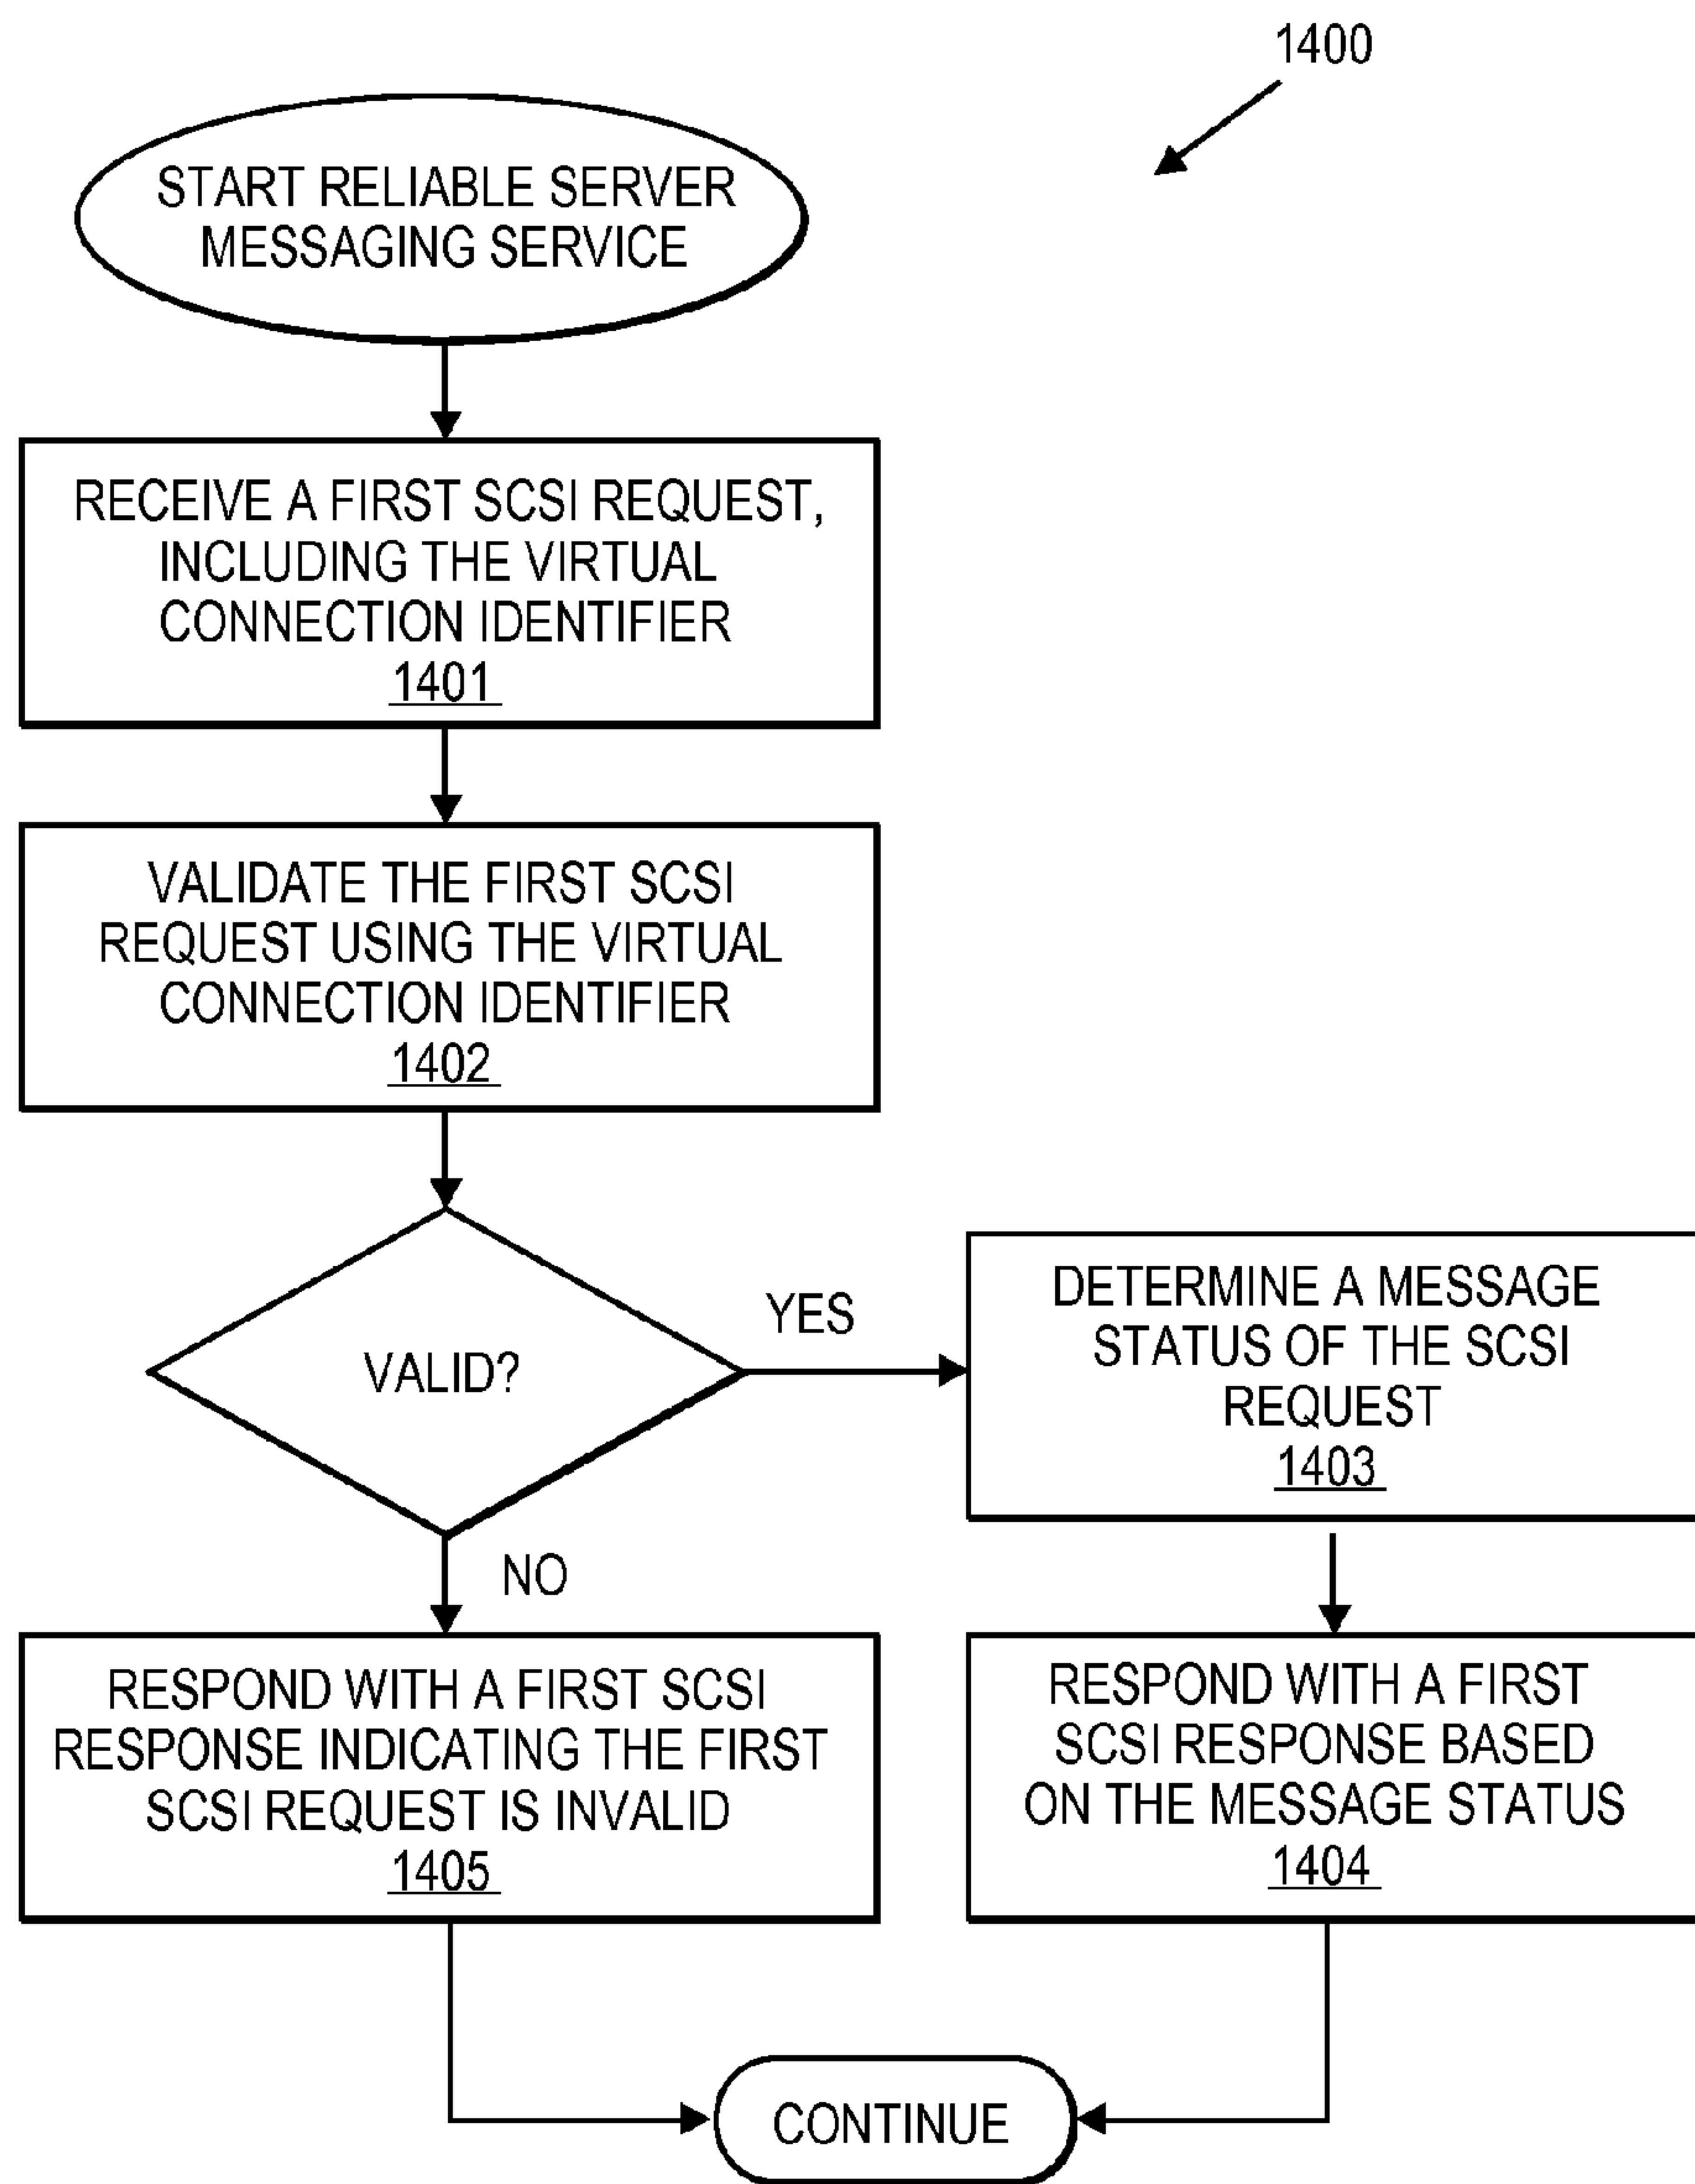 1400
START RELIABLE SERVER
MESSAGING SERVICE
RECEIVE A FIRST SCSI REQUEST,
INCLUDING THE VIRTUAL
CONNECTION IDENTIFIER
1401
VALIDATE THE FIRST SCSI
REQUEST USING THE VIRTUAL
CONNECTION IDENTIFIER
1402
VALID?
YES
DETERMINE A MESSAGE
STATUS OF THE SCSI
REQUEST
1403
NO
RESPOND WITH A FIRST SCSI
RESPONSE INDICATING THE FIRST
SCSI REQUEST IS INVALID
1405
RESPOND WITH A FIRST
SCSI RESPONSE BASED
ON THE MESSAGE STATUS
1404
CONTINUE